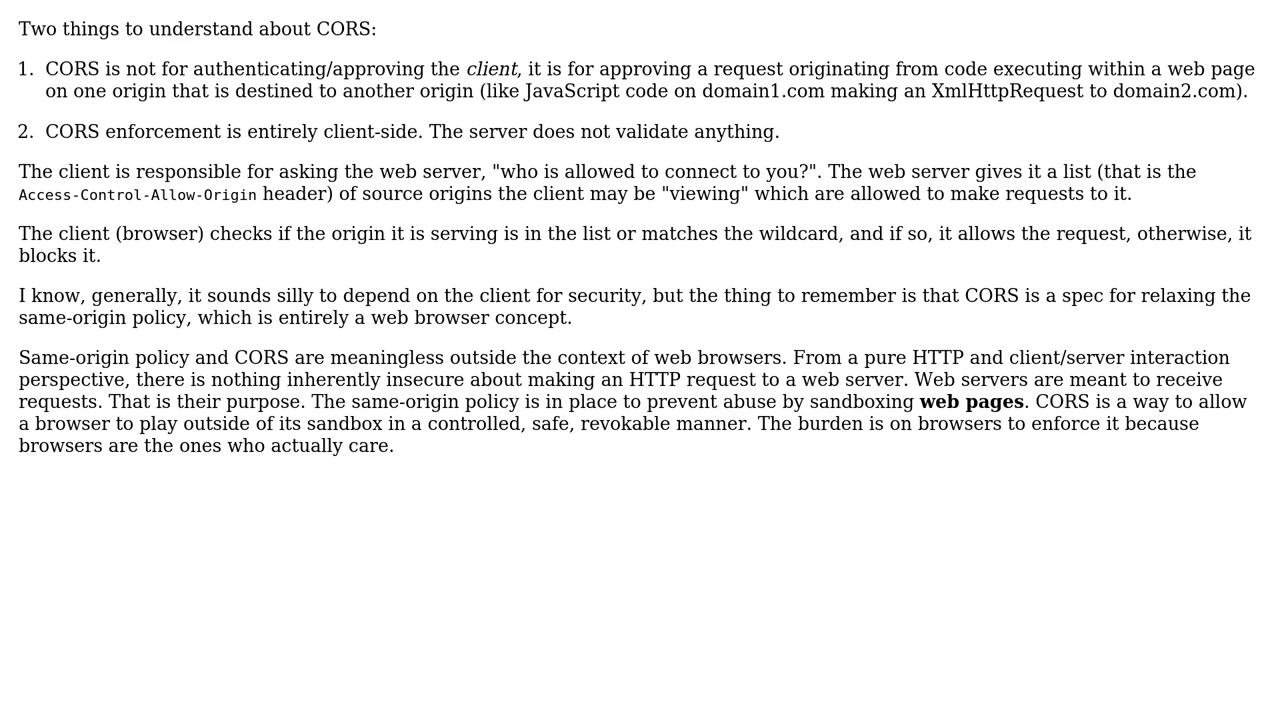 Two things to understand about CORS:
1. CORS is not for authenticating/approving the client, it is for approving a request originating from code executing within a web page
on one origin that is destined to another origin (like JavaScript code on domain1.com making an XmlHttpRequest to domain2.com).
2. CORS enforcement is entirely client-side. The server does not validate anything.
The client is responsible for asking the web server, "who is allowed to connect to you?". The web server gives it a list (that is the
Access-Control-Allow-Origin header) of source origins the client may be "viewing" which are allowed to make requests to it.
The client (browser) checks if the origin it is serving is in the list or matches the wildcard, and if so, it allows the request, otherwise, it
blocks it.
I know, generally, it sounds silly to depend on the client for security, but the thing to remember is that CORS is a spec for relaxing the
same-origin policy, which is entirely a web browser concept.
Same-origin policy and CORS are meaningless outside the context of web browsers. From a pure HTTP and client/server interaction
perspective, there is nothing inherently insecure about making an HTTP request to a web server. Web servers are meant to receive
requests. That is their purpose. The same-origin policy is in place to prevent abuse by sandboxing web pages. CORS is a way to allow
a browser to play outside of its sandbox in a controlled, safe, revokable manner. The burden is on browsers to enforce it because
browsers are the ones who actually care.